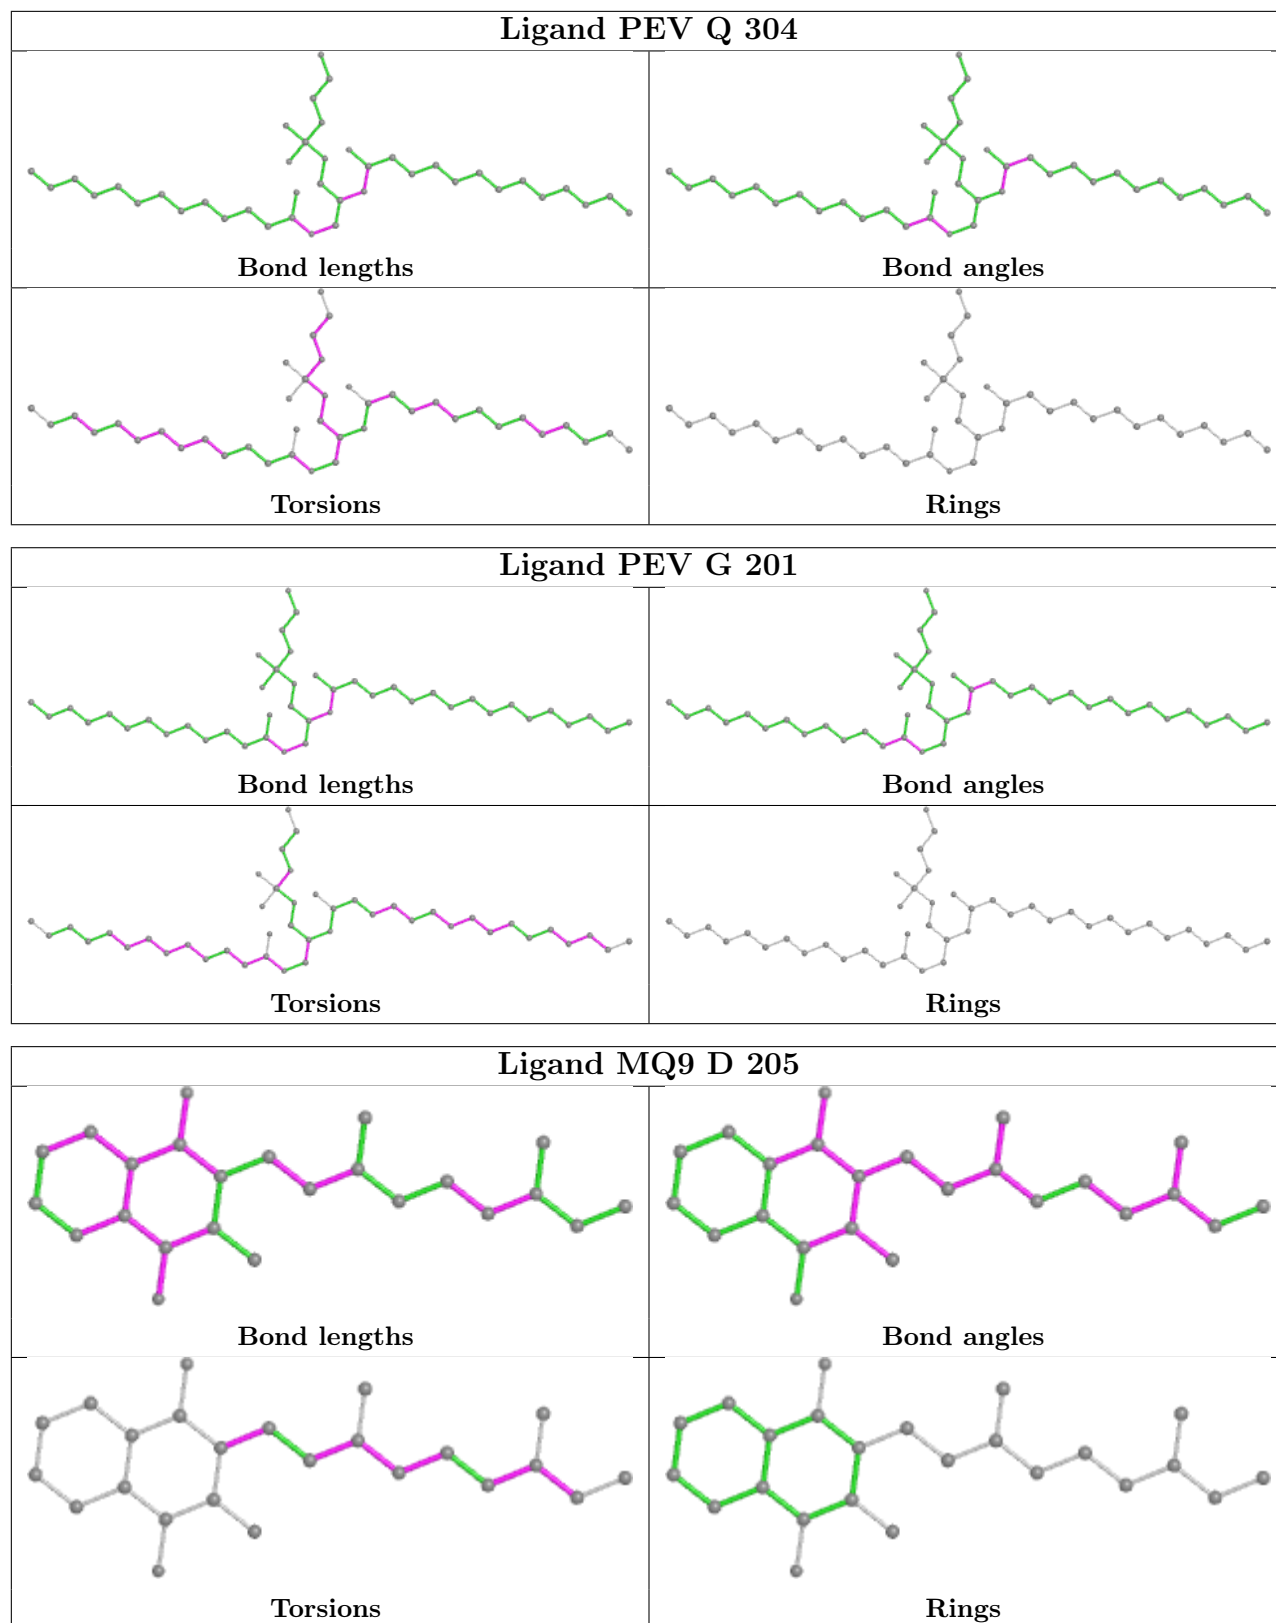 Ligand PEV Q 304
Bond lengths
Bond angles
Torsions
Rings
Ligand PEV G 201
Bond lengths
Bond angles
Torsions
Rings
Ligand MQ9 D 205
Bond lengths
Bond angles
Torsions
Rings